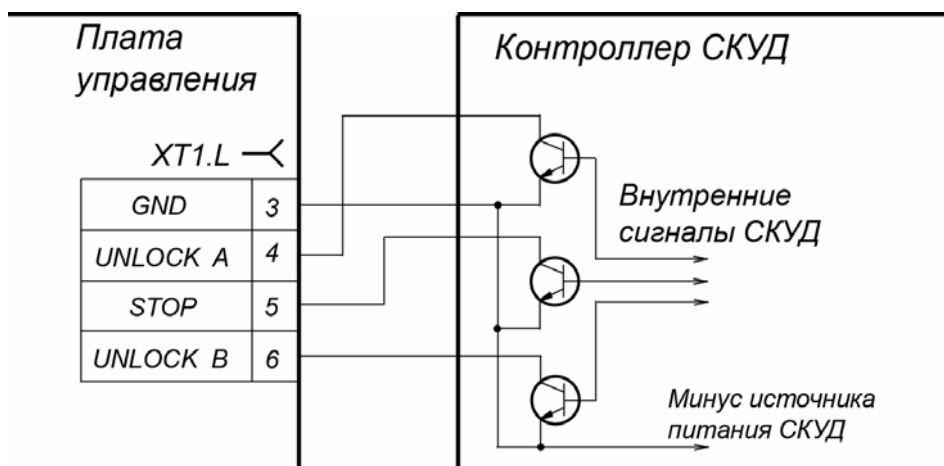 Плата
управления
Контроллер СКУД
XT1.L
GND 3
UNLOCK A 4
STOP 5
UNLOCK B 6
Внутренние
сигналы СКУД
Минус источника
питания СКУД